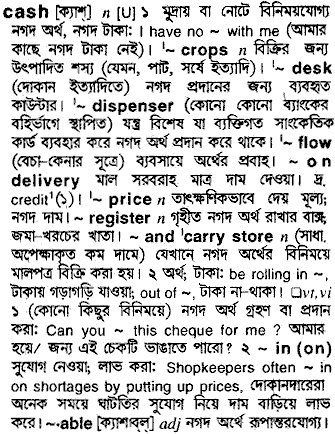 cash [ক্যাশ্] n [U] ১ মুদ্রায় বা নোটে বিনিময়যোগ্য
নগদ অর্থ, নগদ টাকা: I have no ~ with me (আমার
কাছে নগদ টাকা নেই)। '~ crops n বিক্রির জন্য
উৎপাদিত শস্য (যেমন, পাট, সর্ষে ইত্যাদি)। '~ desk
(দোকান ইত্যাদিতে) নগদ প্রদানের জন্য ব্যবহৃত
কাউন্টার। '~ dispenser (কোনো কোনো ব্যাংকের
বহির্ভাগে স্থাপিত) যন্ত্র বিশেষ যা ব্যক্তিগত সাংকেতিক
কার্ড ব্যবহার করে নগদ অর্থ প্রদান করে থাকে। '~ flow
(বেচা-কেনার সূত্রে) ব্যবসায়ে অর্থের প্রবাহ। ~ on
delivery মাল সরবরাহ মাত্র দাম দেওয়া। দ্র.
credit¹(১)। '~ price n তাৎক্ষণিকভাবে দেয় মূল্য;
নগদ দাম। ~ register n গৃহীত নগদ অর্থ রাখার বাক্স;
জমা-খরচের খাতা। ~ and 'carry store n (সাধা.
অপেক্ষাকৃত কম দামে) যেখানে নগদ অর্থের বিনিময়ে
মালপত্র বিক্রি করা হয়। ২ অর্থ; টাকা: be rolling in ~,
টাকায় গড়াগড়ি যাওয়া; out of ~, টাকা না-থাকা। □vt,vi
১ (কোনো কিছুর বিনিময়ে) নগদ অর্থ গ্রহণ বা প্রদান
করা: Can you ~ this cheque for me ? আমার
হয়ে/ জন্য এই চেকটি ভাঙাতে পারো? ২ ~ in (on)
সুযোগ নেওয়া; লাভ করা: Shopkeepers often ~ in
on shortages by putting up prices, দোকানদারেরা
অনেক সময়ে ঘাটতির সুযোগ নিয়ে দাম বাড়িয়ে লাভ
করে। ~·able [ক্যাশ্যবল্] adj নগদ অর্থে রূপান্তরযোগ্য।